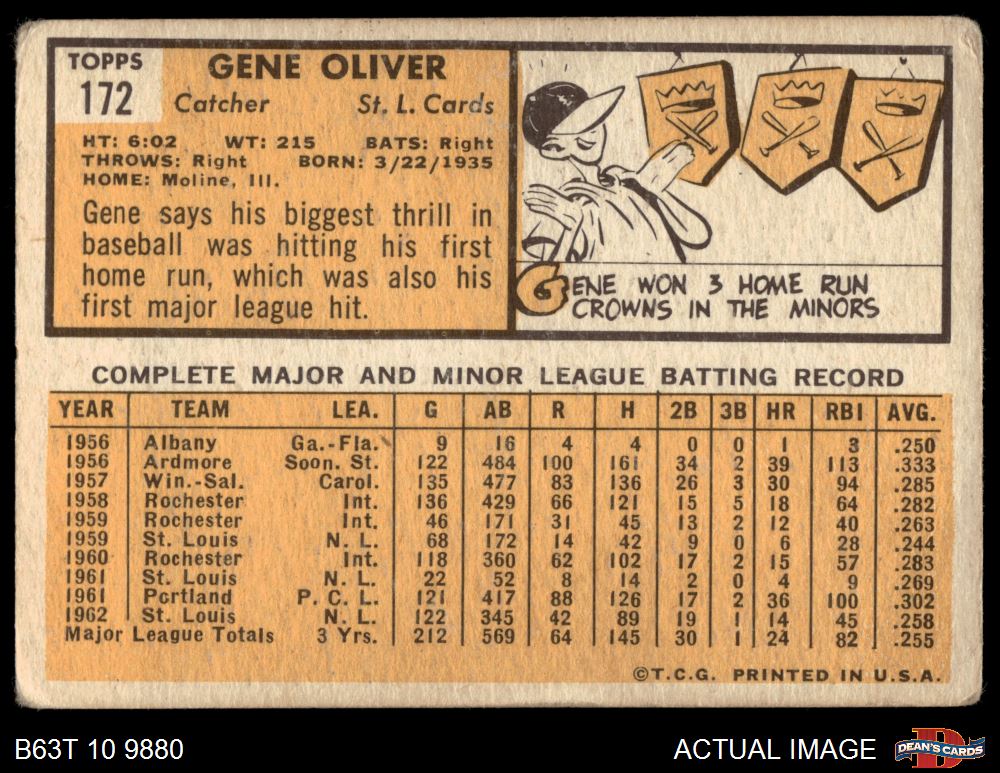 TOPPS
172
GENE OLIVER
Catcher St. L. Cards
HT: 6:02 WT: 215 BATS: Right
THROWS: Right BORN: 3/22/1935
HOME: Moline, Ill.
Gene says his biggest thrill in
baseball was hitting his first
home run, which was also his
first major league hit.
GENE WON 3 HOME RUN
CROWNS IN THE MINORS
COMPLETE MAJOR AND MINOR LEAGUE BATTING RECORD
YEAR TEAM LEA. G AB R H 2B 3B HR RBI AVG.
1956 Albany Ga.-Fla. 9 16 4 4 0 0 1 3 .250
1956 Ardmore Soon. St. 122 484 100 161 34 2 39 113 .333
1957 Win.-Sal. Carol. 135 477 83 136 26 3 30 94 .285
1958 Rochester Int. 136 429 66 121 15 5 18 64 .282
1959 Rochester Int. 46 171 31 45 13 2 12 40 .263
1959 St. Louis N. L. 68 172 14 42 9 0 6 28 .244
1960 Rochester Int. 118 360 62 102 17 2 15 57 .283
1961 St. Louis N. L. 22 52 8 14 2 0 4 9 .269
1961 Portland P. C. L. 121 417 88 126 17 2 36 100 .302
1962 St. Louis N. L. 122 345 42 89 19 1 14 45 .258
Major League Totals 3 Yrs. 212 569 64 145 30 1 24 82 .255
©T.C.G. PRINTED IN U.S.A.
B63T 10 9880
ACTUAL IMAGE
D
DEAN'S CARDS